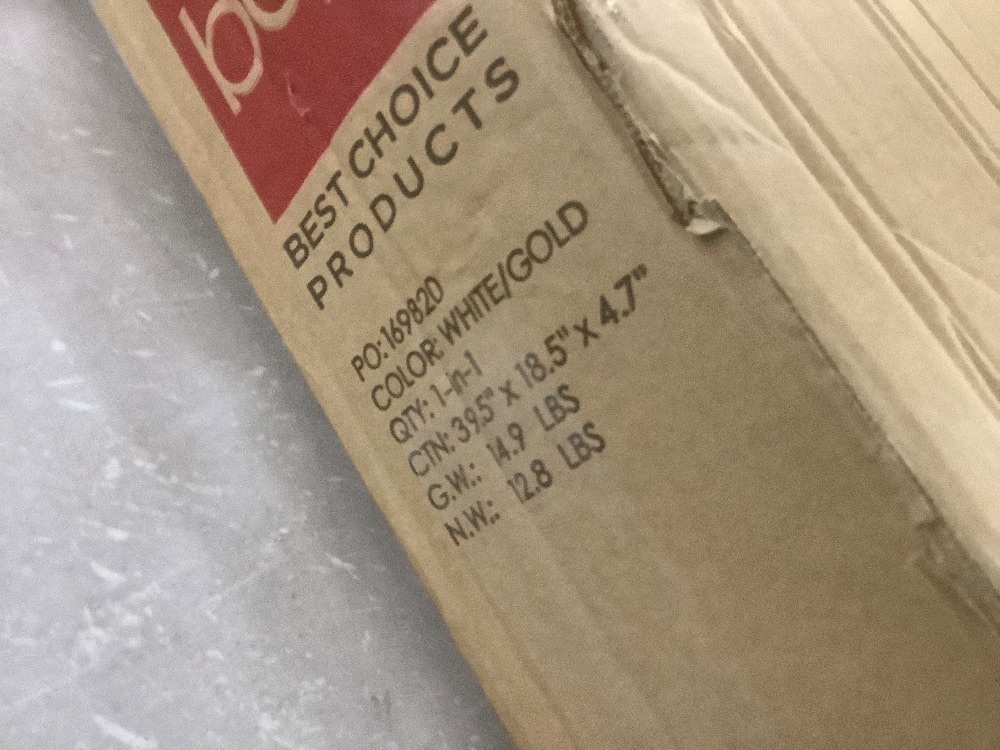 BEST CHOICE
PRODUCTS
PO: 169820
COLOR: WHITE/GOLD
QTY: 1-in-1
CTN: 39.5" X 18.5" X 4.7"
G.W.: 14.9 LBS
N.W.: 12.8 LBS